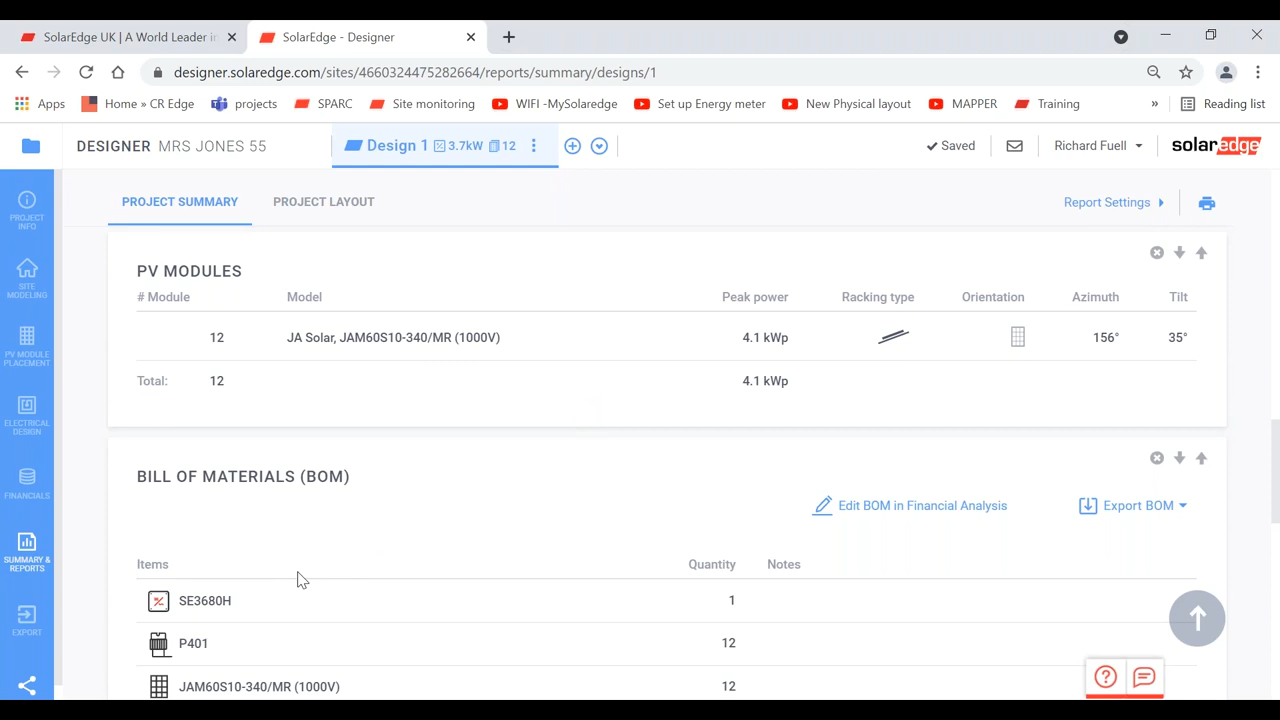 SolarEdge UK | A World Leader in
SolarEdge - Designer
designer.solaredge.com/sites/4660324475282664/reports/summary/designs/1
Apps
Home » CR Edge
projects
SPARC
Site monitoring
WIFI -MySolaredge
Set up Energy meter
New Physical layout
MAPPER
Training
»
Reading list
DESIGNER MRS JONES 55
Design 1 3.7kW 12
Saved
Richard Fuell
solaredge
PROJECT INFO
SITE MODELING
PV MODULE PLACEMENT
ELECTRICAL DESIGN
FINANCIALS
SUMMARY & REPORTS
EXPORT
PROJECT SUMMARY
PROJECT LAYOUT
Report Settings
PV MODULES
# Module Model Peak power Racking type Orientation Azimuth Tilt
12 JA Solar, JAM60S10-340/MR (1000V) 4.1 kWp 156° 35°
Total: 12 4.1 kWp
BILL OF MATERIALS (BOM)
Edit BOM in Financial Analysis
Export BOM
Items Quantity Notes
SE3680H 1
P401 12
JAM60S10-340/MR (1000V) 12